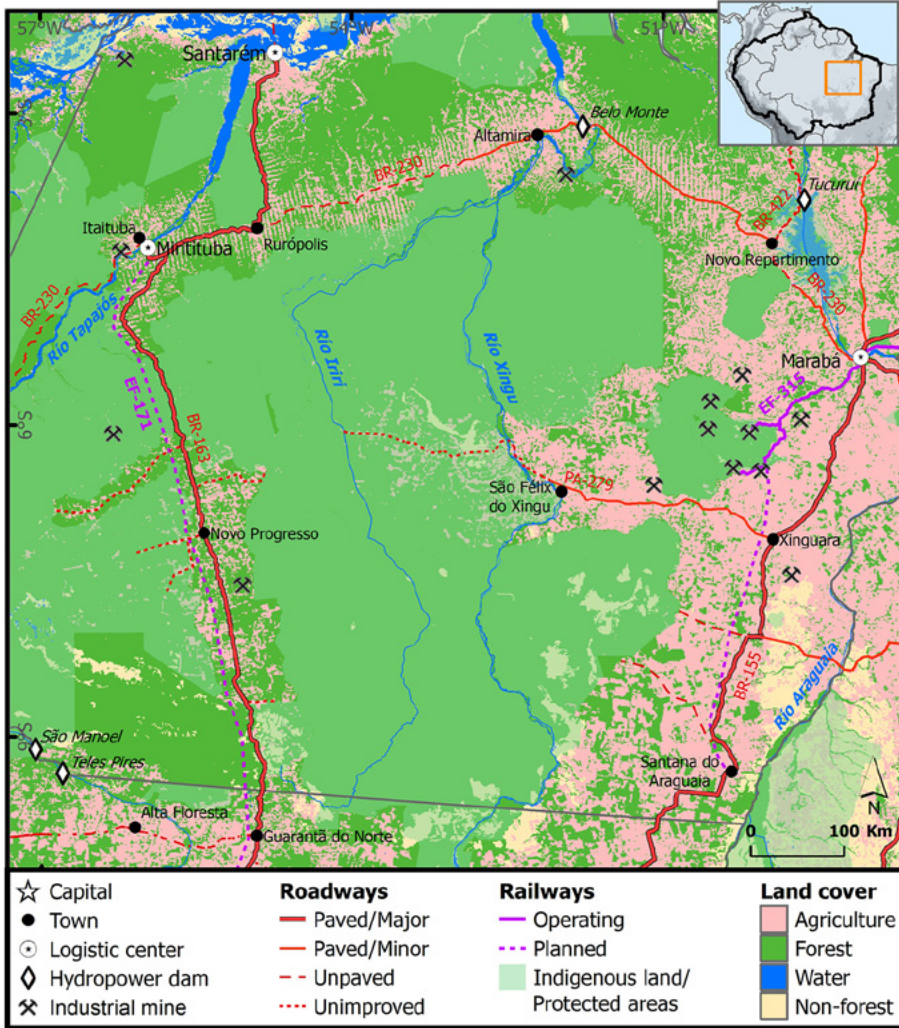 57°W
54°W
51°W
Santarém
3°S
Belo Monte
Altamira
BR-230
Tucuruí
BR-422
Itaituba
Miritituba
Rurópolis
Novo Repartimento
BR-230
BR-230
Rio Tapajós
Rio Iriri
Rio Xingu
Marabá
EF-315
EF-171
6°S
BR-163
PA-279
São Félix
do Xingu
Novo Progresso
Xinguara
BR-155
Rio Araguaia
9°S
São Manoel
Teles Pires
Santana do
Araguaia
Alta Floresta
Guarantã do Norte
N
0 100 Km
Capital
Town
Logistic center
Hydropower dam
Industrial mine
Roadways
Paved/Major
Paved/Minor
Unpaved
Unimproved
Railways
Operating
Planned
Indigenous land/
Protected areas
Land cover
Agriculture
Forest
Water
Non-forest